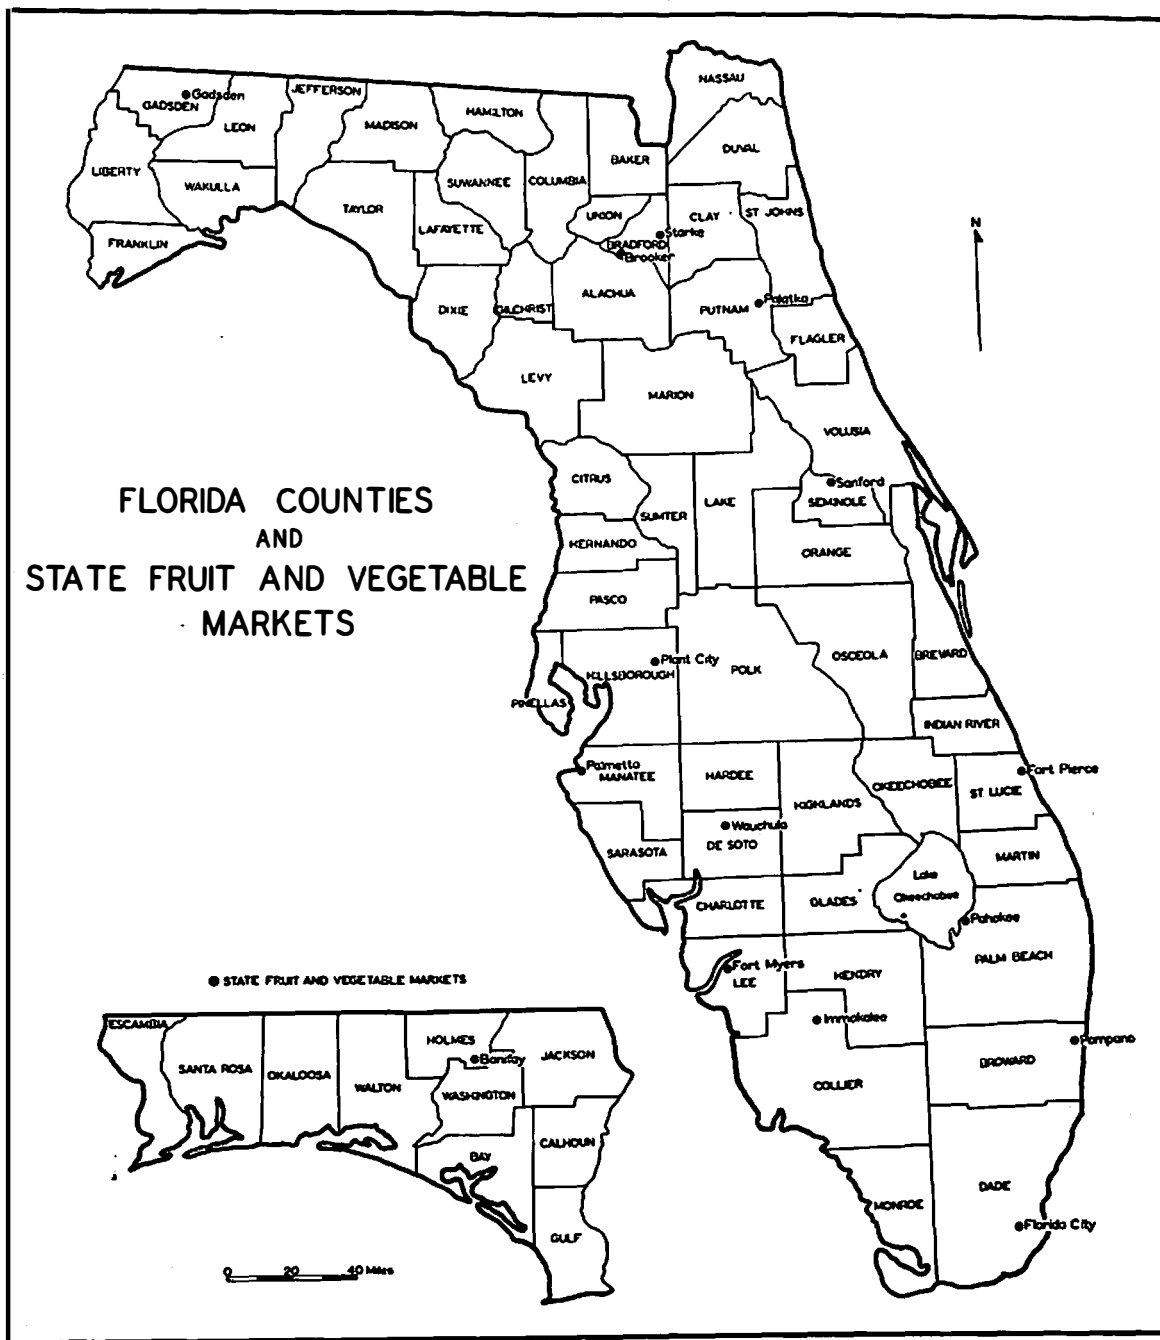 NASSAU
JEFFERSON
Gadsden
GADSDEN
HAMILTON
LEON
MADISON
DUVAL
BAKER
LIBERTY
WAKULLA
SUWANNEE
COLUMBIA
TAYLOR
UNION
CLAY
ST JOHNS
N
LAFAYETTE
Starke
FRANKLIN
BRADFORD
Brooker
ALACHUA
DIXIE
GILCHRIST
PUTNAM
Palatka
FLAGLER
LEVY
MARION
VOLUSIA
CITRUS
Sanford
FLORIDA COUNTIES
LAKE
SEMINOLE
SUMTER
AND
HERNANDO
ORANGE
STATE FRUIT AND VEGETABLE
PASCO
MARKETS
OSCEOLA
BREVARD
Plant City
HILLSBOROUGH
POLK
PINELLAS
INDIAN RIVER
Palmetto
MANATEE
HARDEE
Fort Pierce
OKEECHOBEE
ST LUCIE
HIGHLANDS
Wauchula
DE SOTO
SARASOTA
MARTIN
Lake
Okeechobee
CHARLOTTE
GLADES
Pahokee
PALM BEACH
Fort Myers
LEE
HENDRY
STATE FRUIT AND VEGETABLE MARKETS
Immokalee
ESCAMBIA
HOLMES
Pompano
JACKSON
Bonifay
SANTA ROSA
OKALOOSA
WALTON
BROWARD
COLLIER
WASHINGTON
CALHOUN
BAY
DADE
MONROE
Florida City
GULF
0 20 40 Miles